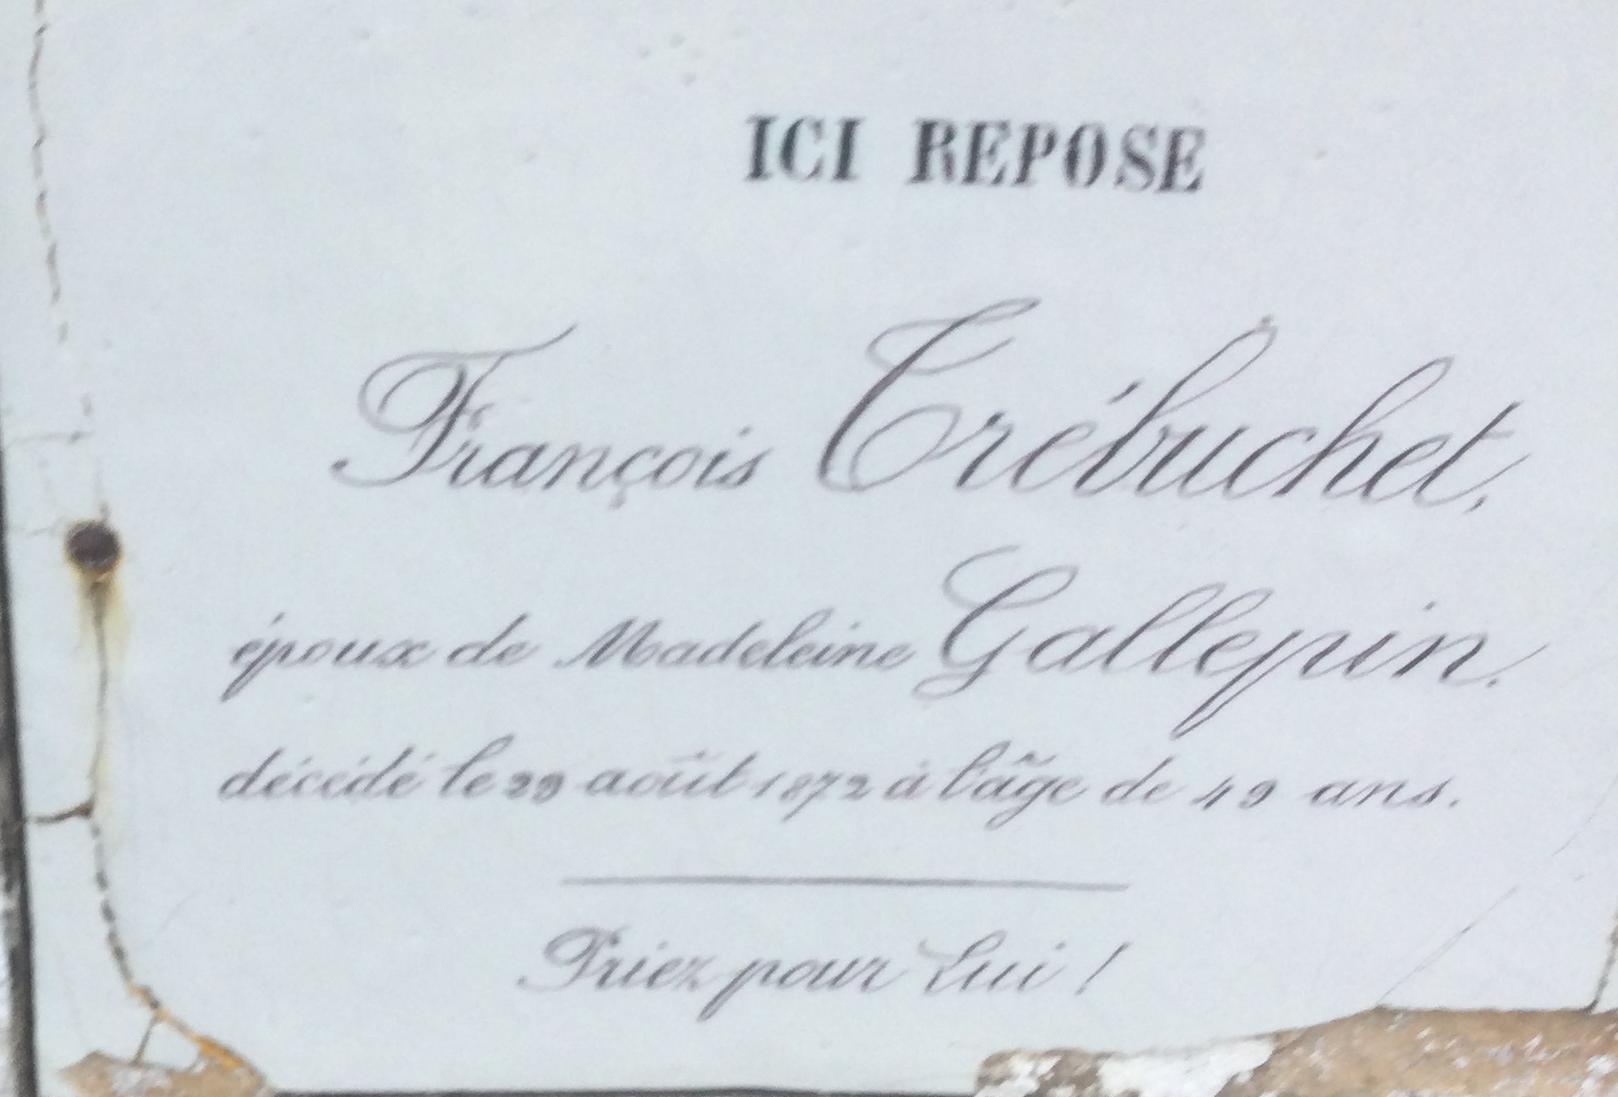 ICI REPOSE
François Trébuchet,
époux de Madeleine Gallepin.
décédé le 29 août 1872 à l'âge de 49 ans.
Priez pour Lui !